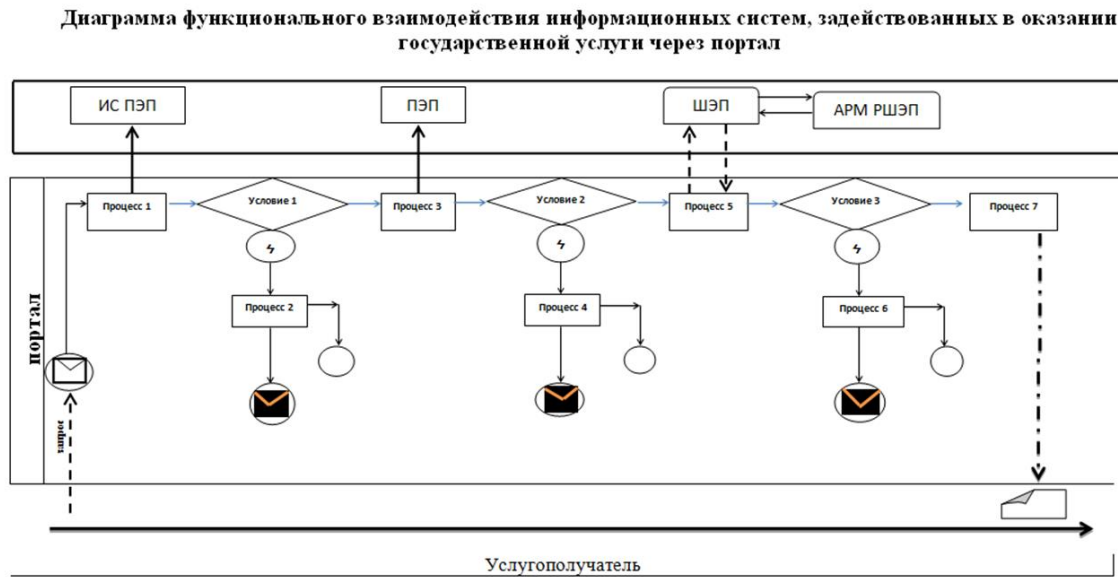 Диаграмма функционального взаимодействия информационных систем, задействованных в оказании
государственной услуги через портал
ИС ПЭП
ПЭП
ШЭП
АРМ РШЭП
Процесс 1
Условие 1
Процесс 3
Условие 2
Процесс 5
Условие 3
Процесс 7
Процесс 2
Процесс 4
Процесс 6
портал
запрос
Услугополучатель